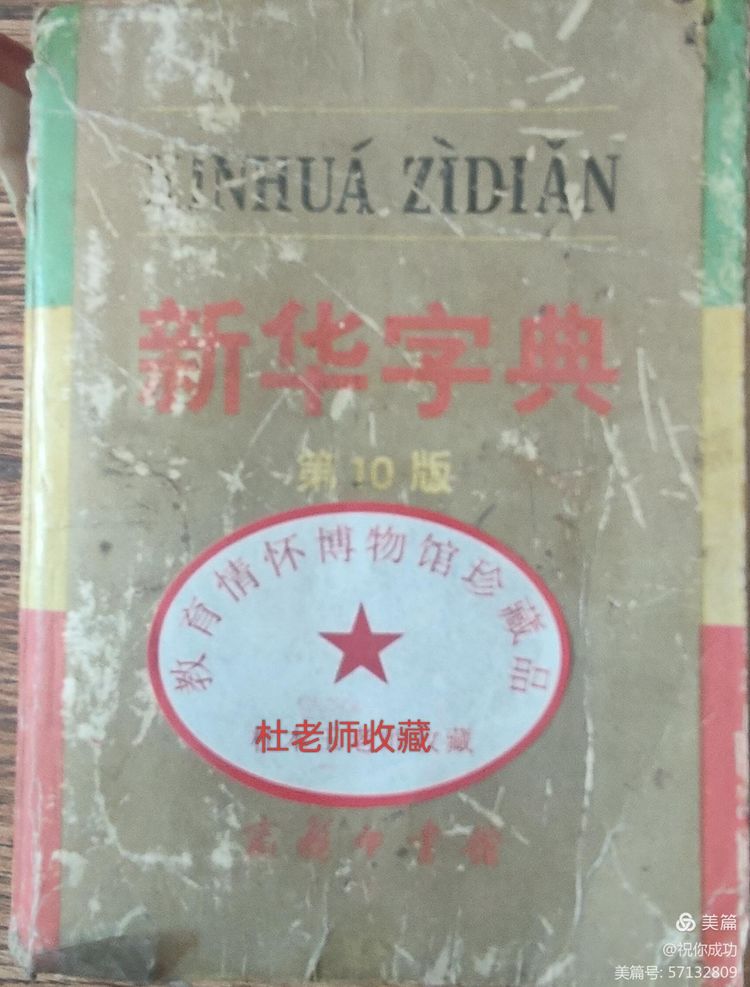 XINHUÁ ZÌDIǍN
新华字典
第10版
教育情怀博物馆珍藏品
杜老师收藏
藏
商务印书馆
美篇
@祝你成功
美篇号: 57132809